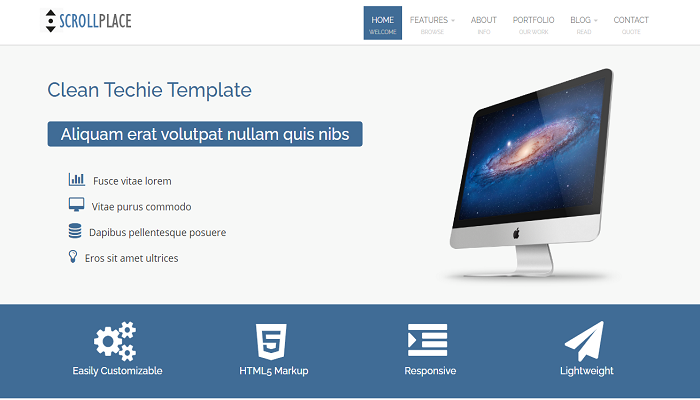 SCROLLPLACE
HOME FEATURES ABOUT PORTFOLIO BLOG CONTACT
WELCOME BROWSE INFO OUR WORK READ QUOTE
Clean Techie Template
Aliquam erat volutpat nullam quis nibs
Fusce vitae lorem
Vitae purus commodo
Dapibus pellentesque posuere
Eros sit amet ultrices
5
Easily Customizable HTML5 Markup Responsive Lightweight